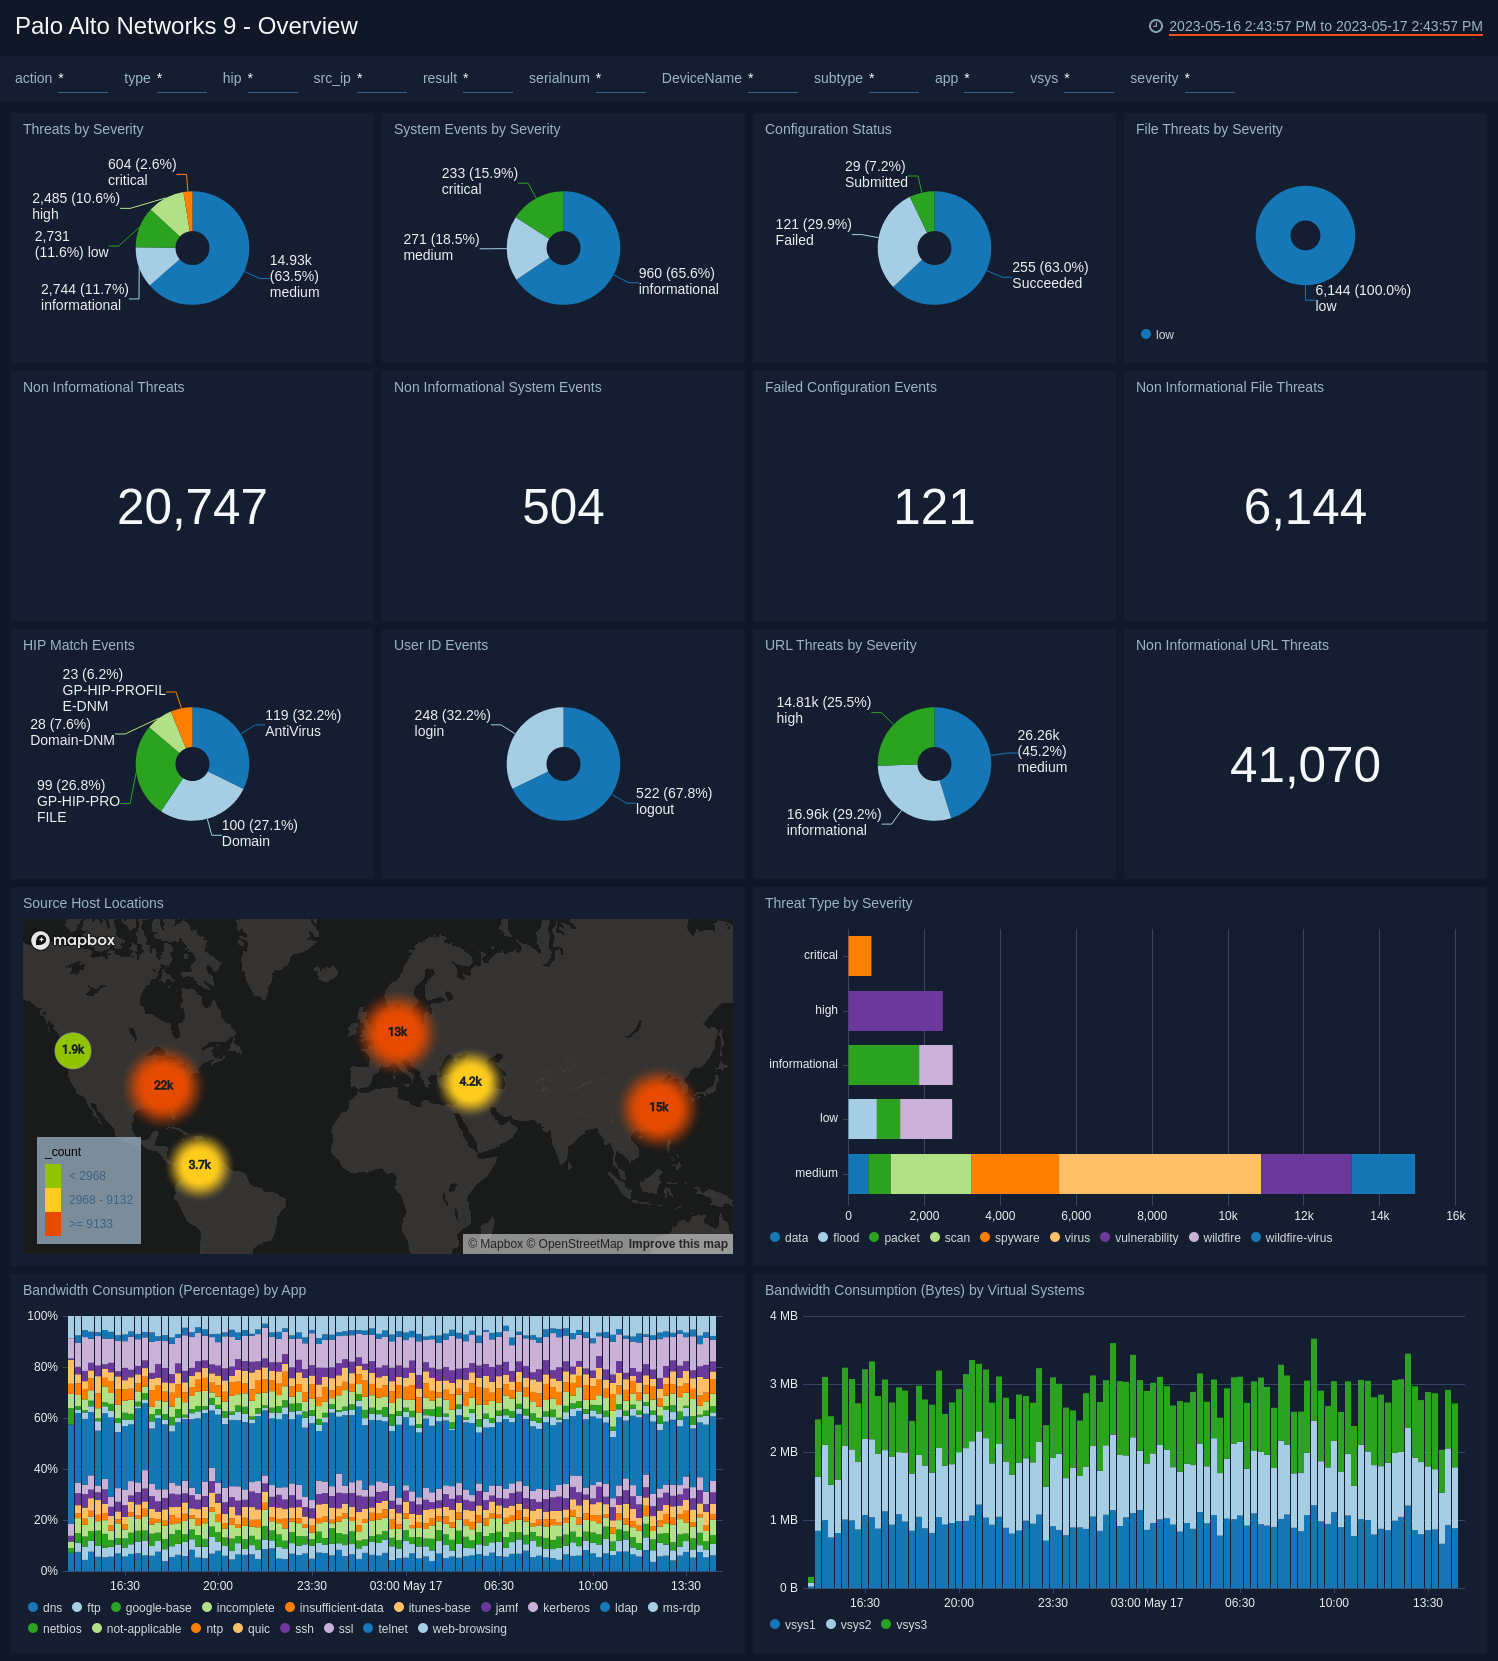 Palo Alto Networks 9 - Overview
2023-05-16 2:43:57 PM to 2023-05-17 2:43:57 PM
action * type * hip * src_ip * result * serialnum * DeviceName * subtype * app * vsys * severity *
Threats by Severity
604 (2.6%)
critical
2,485 (10.6%)
high
2,731
(11.6%) low
2,744 (11.7%)
informational
14.93k
(63.5%)
medium
System Events by Severity
233 (15.9%)
critical
271 (18.5%)
medium
960 (65.6%)
informational
Configuration Status
29 (7.2%)
Submitted
121 (29.9%)
Failed
255 (63.0%)
Succeeded
File Threats by Severity
6,144 (100.0%)
low
low
Non Informational Threats
20,747
Non Informational System Events
504
Failed Configuration Events
121
Non Informational File Threats
6,144
HIP Match Events
23 (6.2%)
GP-HIP-PROFIL
E-DNM
28 (7.6%)
Domain-DNM
99 (26.8%)
GP-HIP-PRO
FILE
119 (32.2%)
AntiVirus
100 (27.1%)
Domain
User ID Events
248 (32.2%)
login
522 (67.8%)
logout
URL Threats by Severity
14.81k (25.5%)
high
16.96k (29.2%)
informational
26.26k
(45.2%)
medium
Non Informational URL Threats
41,070
Source Host Locations
mapbox
13k
1.9k
22k
4.2k
15k
3.7k
_count
< 2968
2968 - 9132
>= 9133
© Mapbox © OpenStreetMap Improve this map
Threat Type by Severity
critical
high
informational
low
medium
0 2,000 4,000 6,000 8,000 10k 12k 14k 16k
data flood packet scan spyware virus vulnerability wildfire wildfire-virus
Bandwidth Consumption (Percentage) by App
100%
80%
60%
40%
20%
0%
16:30 20:00 23:30 03:00 May 17 06:30 10:00 13:30
dns ftp google-base incomplete insufficient-data itunes-base jamf kerberos ldap ms-rdp
netbios not-applicable ntp quic ssh ssl telnet web-browsing
Bandwidth Consumption (Bytes) by Virtual Systems
4 MB
3 MB
2 MB
1 MB
0 B
16:30 20:00 23:30 03:00 May 17 06:30 10:00 13:30
vsys1 vsys2 vsys3